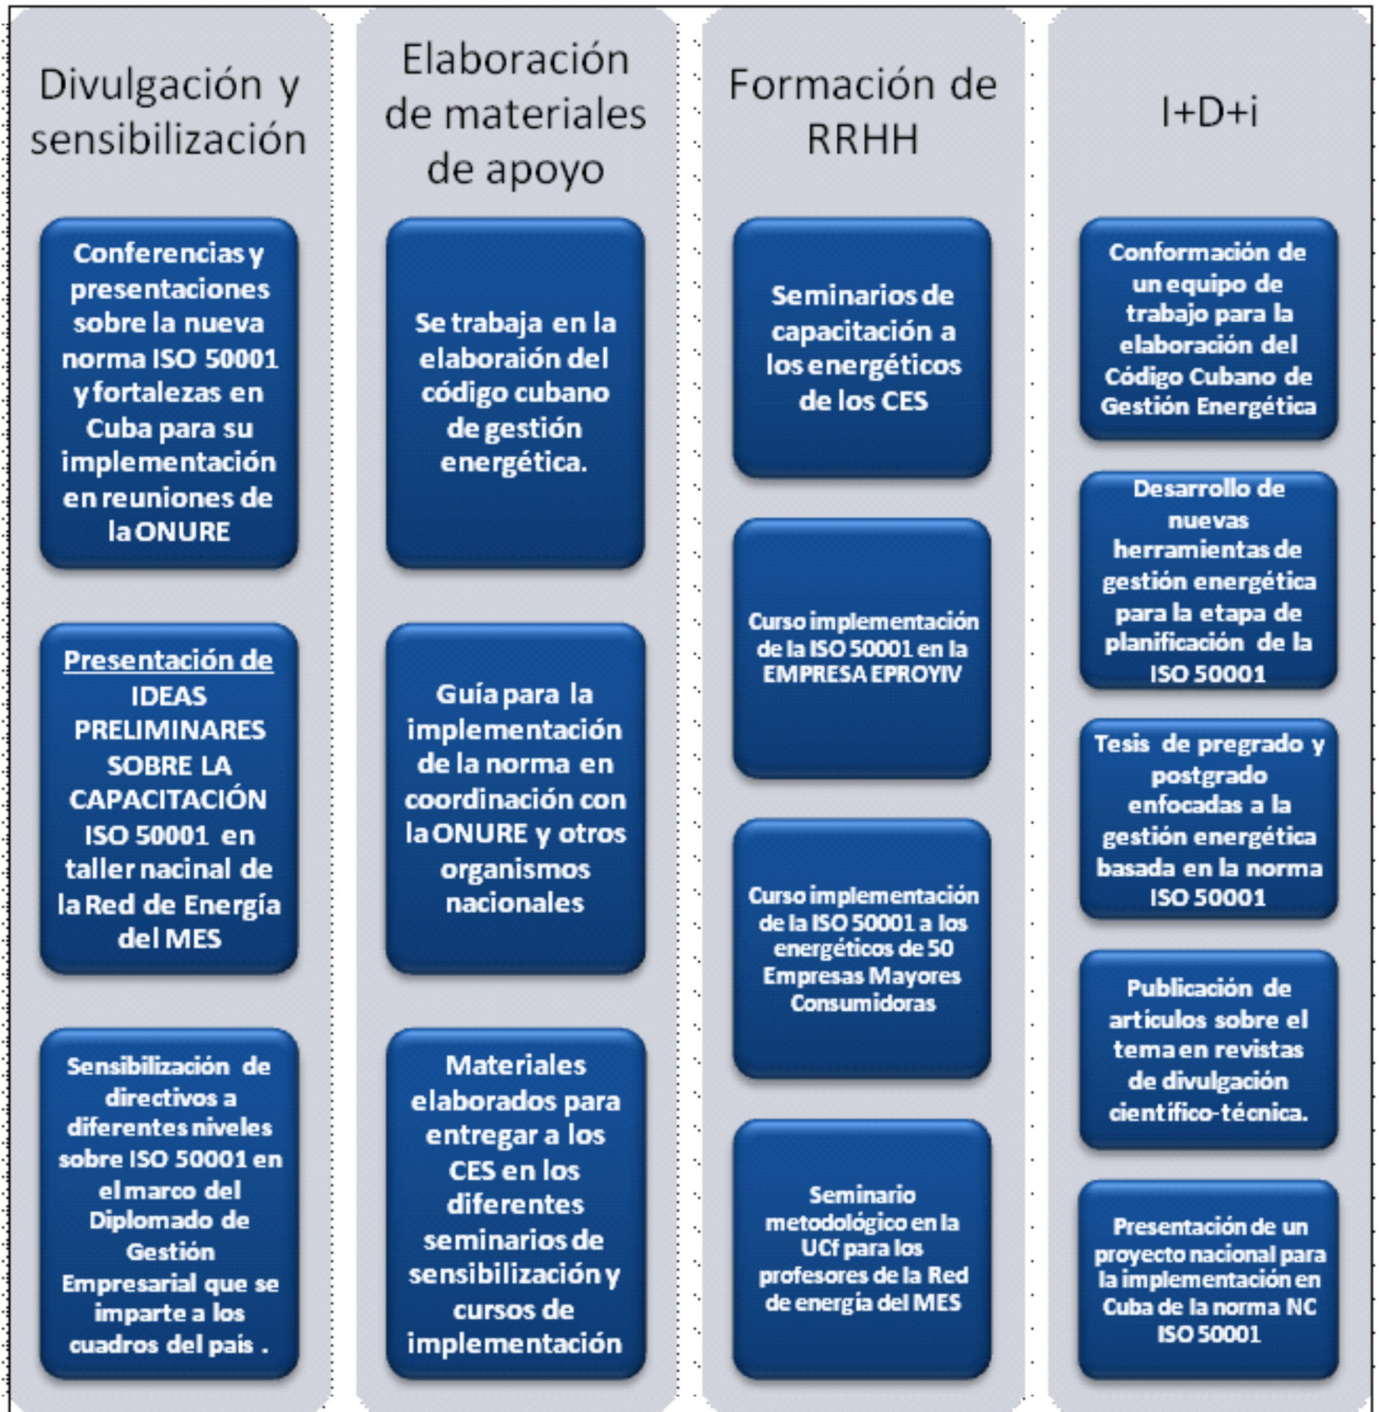 Divulgación y
sensibilización
Conferencias y
presentaciones
sobre la nueva
norma ISO 50001
y fortalezas en
Cuba para su
implementación
en reuniones de
la ONURE
Presentación de
IDEAS
PRELIMINARES
SOBRE LA
CAPACITACIÓN
ISO 50001 en
taller nacinal de
la Red de Energía
del MES
Sensibilización de
directivos a
diferentes niveles
sobre ISO 50001 en
el marco del
Diplomado de
Gestión
Empresarial que se
imparte a los
cuadros del país .
Elaboración
de materiales
de apoyo
Se trabaja en la
elaboraión del
código cubano
de gestión
energética.
Guía para la
implementación
de la norma en
coordinación con
la ONURE y otros
organismos
nacionales
Materiales
elaborados para
entregar a los
CES en los
diferentes
seminarios de
sensibilización y
cursos de
implementación
Formación de
RRHH
Seminarios de
capacitación a
los energéticos
de los CES
Curso implementación
de la ISO 50001 en la
EMPRESA EPROYIV
Curso implementación
de la ISO 50001 a los
energéticos de 50
Empresas Mayores
Consumidoras
Seminario
metodológico en la
UCf para los
profesores de la Red
de energía del MES
I+D+i
Conformación de
un equipo de
trabajo para la
elaboración del
Código Cubano de
Gestión Energética
Desarrollo de
nuevas
herramientas de
gestión energética
para la etapa de
planificación de la
ISO 50001
Tesis de pregrado y
postgrado
enfocadas a la
gestión energética
basada en la norma
ISO 50001
Publicación de
artículos sobre el
tema en revistas
de divulgación
científico-técnica.
Presentación de un
proyecto nacional para
la implementación en
Cuba de la norma NC
ISO 50001